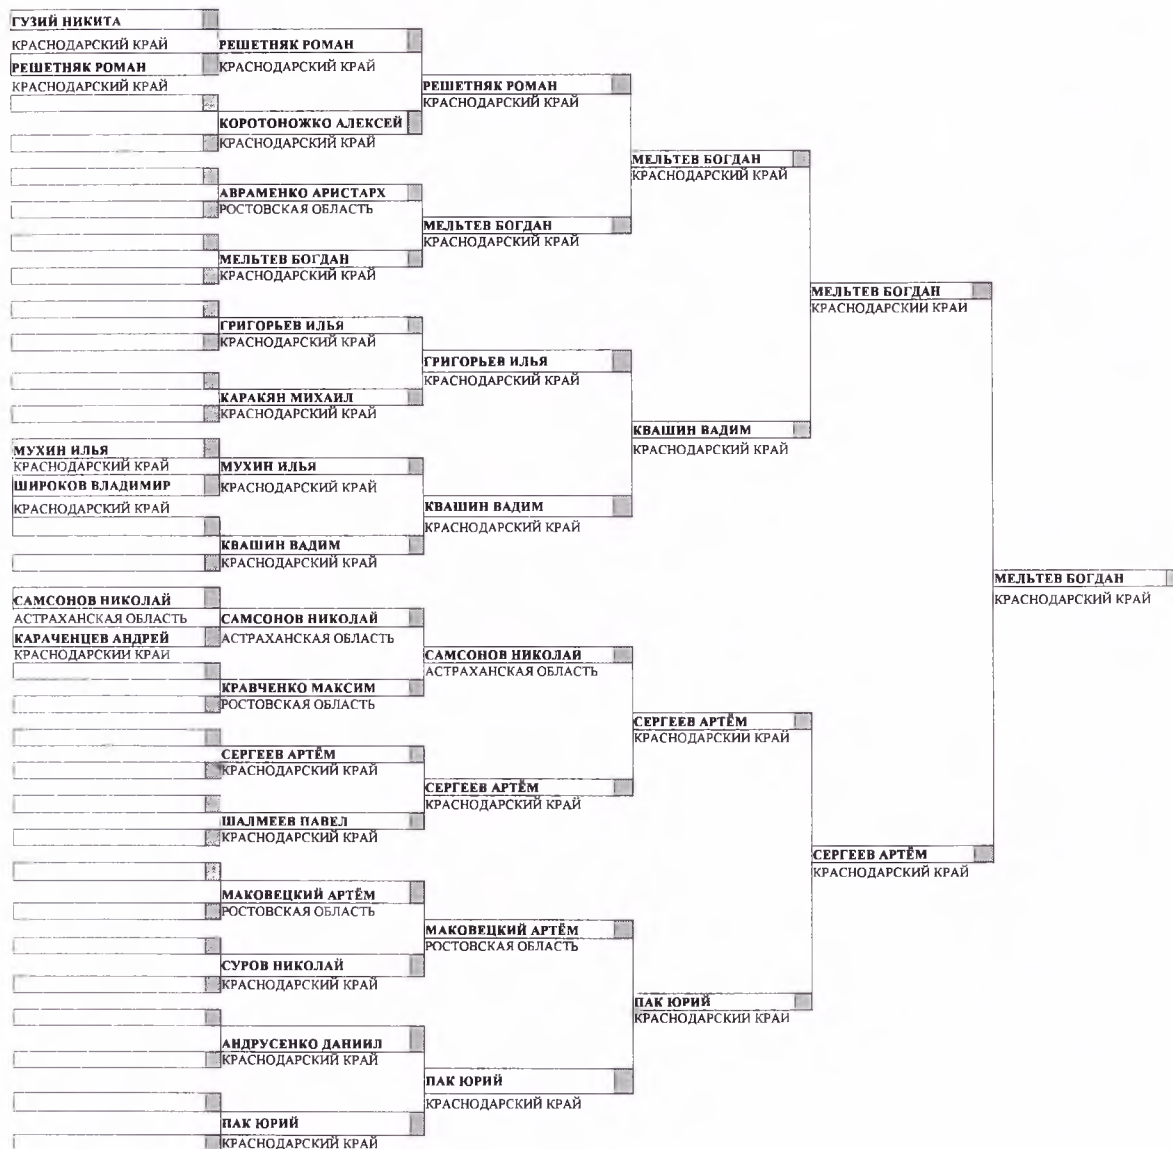 ГУЗИЙ НИКИТА
КРАСНОДАРСКИЙ КРАЙ
РЕШЕТНЯК РОМАН
КРАСНОДАРСКИЙ КРАЙ
МУХИН ИЛЬЯ
КРАСНОДАРСКИЙ КРАЙ
ШИРОКОВ ВЛАДИМИР
КРАСНОДАРСКИЙ КРАЙ
САМСОНОВ НИКОЛАЙ
АСТРАХАНСКАЯ ОБЛАСТЬ
КАРАЧЕНЦЕВ АНДРЕЙ
КРАСНОДАРСКИЙ КРАЙ
РЕШЕТНЯК РОМАН
КРАСНОДАРСКИЙ КРАЙ
КОРОТОНОЖКО АЛЕКСЕЙ
КРАСНОДАРСКИЙ КРАЙ
АВРАМЕНКО АРИСТАРХ
РОСТОВСКАЯ ОБЛАСТЬ
МЕЛЬТЕВ БОГДАН
КРАСНОДАРСКИЙ КРАЙ
ГРИГОРЬЕВ ИЛЬЯ
КРАСНОДАРСКИЙ КРАЙ
КАРАКЯН МИХАИЛ
КРАСНОДАРСКИЙ КРАЙ
МУХИН ИЛЬЯ
КРАСНОДАРСКИЙ КРАЙ
КВАШИН ВАДИМ
КРАСНОДАРСКИЙ КРАЙ
САМСОНОВ НИКОЛАЙ
АСТРАХАНСКАЯ ОБЛАСТЬ
КРАВЧЕНКО МАКСИМ
РОСТОВСКАЯ ОБЛАСТЬ
СЕРГЕЕВ АРТЁМ
КРАСНОДАРСКИЙ КРАЙ
ШАЛМЕЕВ ПАВЕЛ
КРАСНОДАРСКИЙ КРАЙ
МАКОВЕЦКИЙ АРТЁМ
РОСТОВСКАЯ ОБЛАСТЬ
СУРОВ НИКОЛАЙ
КРАСНОДАРСКИЙ КРАЙ
АНДРУСЕНКО ДАНИИЛ
КРАСНОДАРСКИЙ КРАЙ
ПАК ЮРИЙ
КРАСНОДАРСКИЙ КРАЙ
РЕШЕТНЯК РОМАН
КРАСНОДАРСКИЙ КРАЙ
МЕЛЬТЕВ БОГДАН
КРАСНОДАРСКИЙ КРАЙ
ГРИГОРЬЕВ ИЛЬЯ
КРАСНОДАРСКИЙ КРАЙ
КВАШИН ВАДИМ
КРАСНОДАРСКИЙ КРАЙ
САМСОНОВ НИКОЛАЙ
АСТРАХАНСКАЯ ОБЛАСТЬ
СЕРГЕЕВ АРТЁМ
КРАСНОДАРСКИЙ КРАЙ
МАКОВЕЦКИЙ АРТЁМ
РОСТОВСКАЯ ОБЛАСТЬ
ПАК ЮРИЙ
КРАСНОДАРСКИЙ КРАЙ
МЕЛЬТЕВ БОГДАН
КРАСНОДАРСКИЙ КРАЙ
КВАШИН ВАДИМ
КРАСНОДАРСКИЙ КРАЙ
СЕРГЕЕВ АРТЁМ
КРАСНОДАРСКИЙ КРАЙ
ПАК ЮРИЙ
КРАСНОДАРСКИЙ КРАЙ
МЕЛЬТЕВ БОГДАН
КРАСНОДАРСКИЙ КРАЙ
СЕРГЕЕВ АРТЁМ
КРАСНОДАРСКИЙ КРАЙ
МЕЛЬТЕВ БОГДАН
КРАСНОДАРСКИЙ КРАЙ